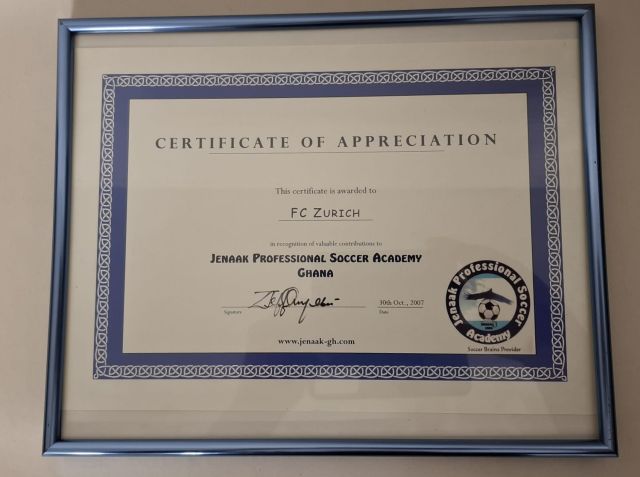 CERTIFICATE OF APPRECIATION
This certificate is awarded to
FC ZURICH
in recognition of valuable contributions to
JENAAK PROFESSIONAL SOCCER ACADEMY
GHANA
30th Oct., 2007
Signature
Date
www.jenaak-gh.com
Jenaak Professional Soccer
Academy
Soccer Brains Provider